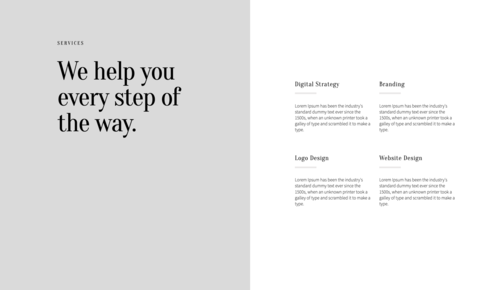 SERVICES
We help you
every step of
the way.
Digital Strategy
Lorem Ipsum has been the industry's
standard dummy text ever since the
1500s, when an unknown printer took a
galley of type and scrambled it to make a
type.
Branding
Lorem Ipsum has been the industry's
standard dummy text ever since the
1500s, when an unknown printer took a
galley of type and scrambled it to make a
type.
Logo Design
Lorem Ipsum has been the industry's
standard dummy text ever since the
1500s, when an unknown printer took a
galley of type and scrambled it to make a
type.
Website Design
Lorem Ipsum has been the industry's
standard dummy text ever since the
1500s, when an unknown printer took a
galley of type and scrambled it to make a
type.